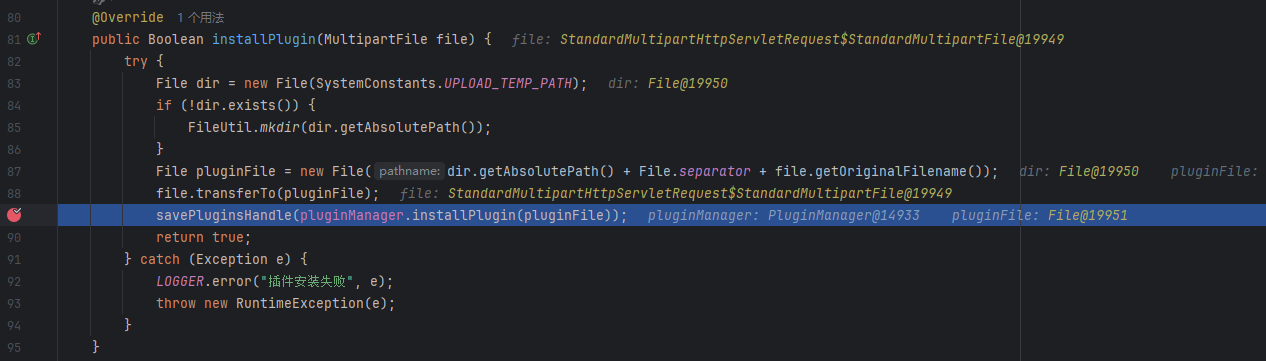 80 @Override 1 个用法
81 public Boolean installPlugin(MultipartFile file) { file: StandardMultipartHttpServletRequest$StandardMultipartFile@19949
82 try {
83 File dir = new File(SystemConstants.UPLOAD_TEMP_PATH); dir: File@19950
84 if (!dir.exists()) {
85 FileUtil.mkdir(dir.getAbsolutePath());
86 }
87 File pluginFile = new File( pathname: dir.getAbsolutePath() + File.separator + file.getOriginalFilename()); dir: File@19950 pluginFile:
88 file.transferTo(pluginFile); file: StandardMultipartHttpServletRequest$StandardMultipartFile@19949
savePluginsHandle(pluginManager.installPlugin(pluginFile)); pluginManager: PluginManager@14933 pluginFile: File@19951
90 return true;
91 } catch (Exception e) {
92 LOGGER.error("插件安装失败", e);
93 throw new RuntimeException(e);
94 }
95 }